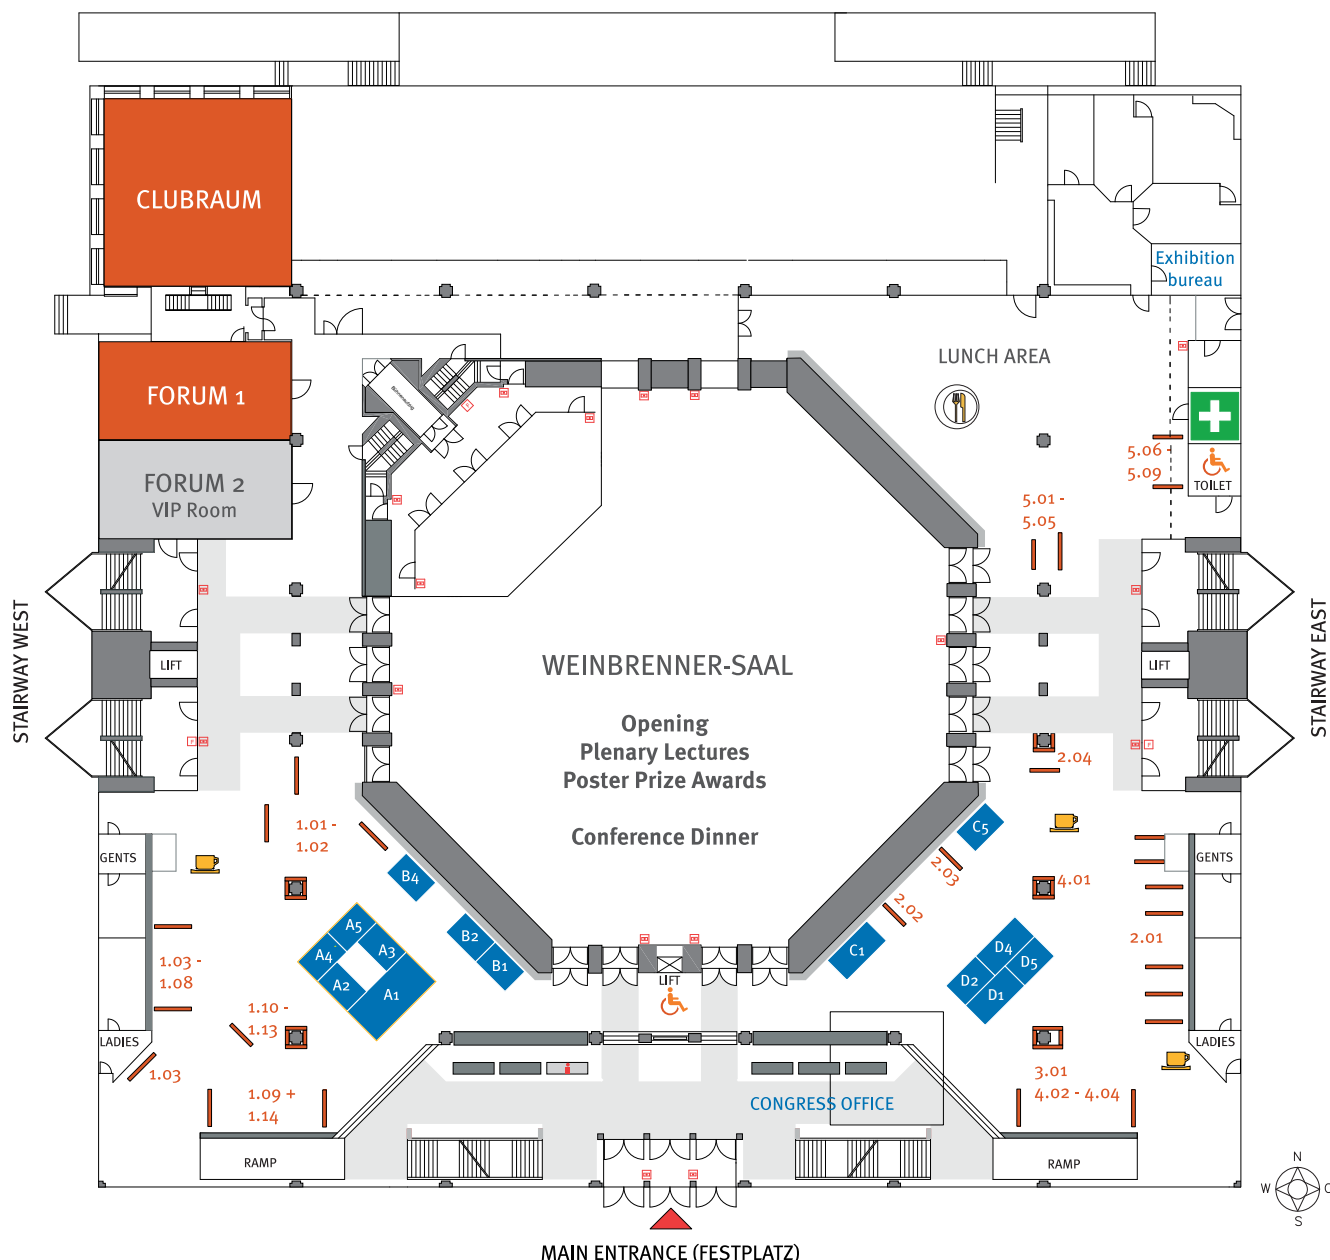 CLUBRAUM
Exhibition
bureau
LUNCH AREA
FORUM 1
FORUM 2
VIP Room
5.06 -
5.09
TOILET
5.01 -
5.05
STAIRWAY WEST
LIFT
WEINBRENNER-SAAL
Opening
Plenary Lectures
Poster Prize Awards
Conference Dinner
LIFT
STAIRWAY EAST
2.04
1.01 -
1.02
GENTS
B4
C5
2.03
4.01
GENTS
2.02
A5
A4
A3
A2
A1
B2
B1
C1
D4
D5
D2
D1
2.01
1.03 -
1.08
LIFT
1.10 -
1.13
LADIES
1.03
1.09 +
1.14
LADIES
3.01
4.02 - 4.04
CONGRESS OFFICE
RAMP
RAMP
N
W
O
S
MAIN ENTRANCE (FESTPLATZ)